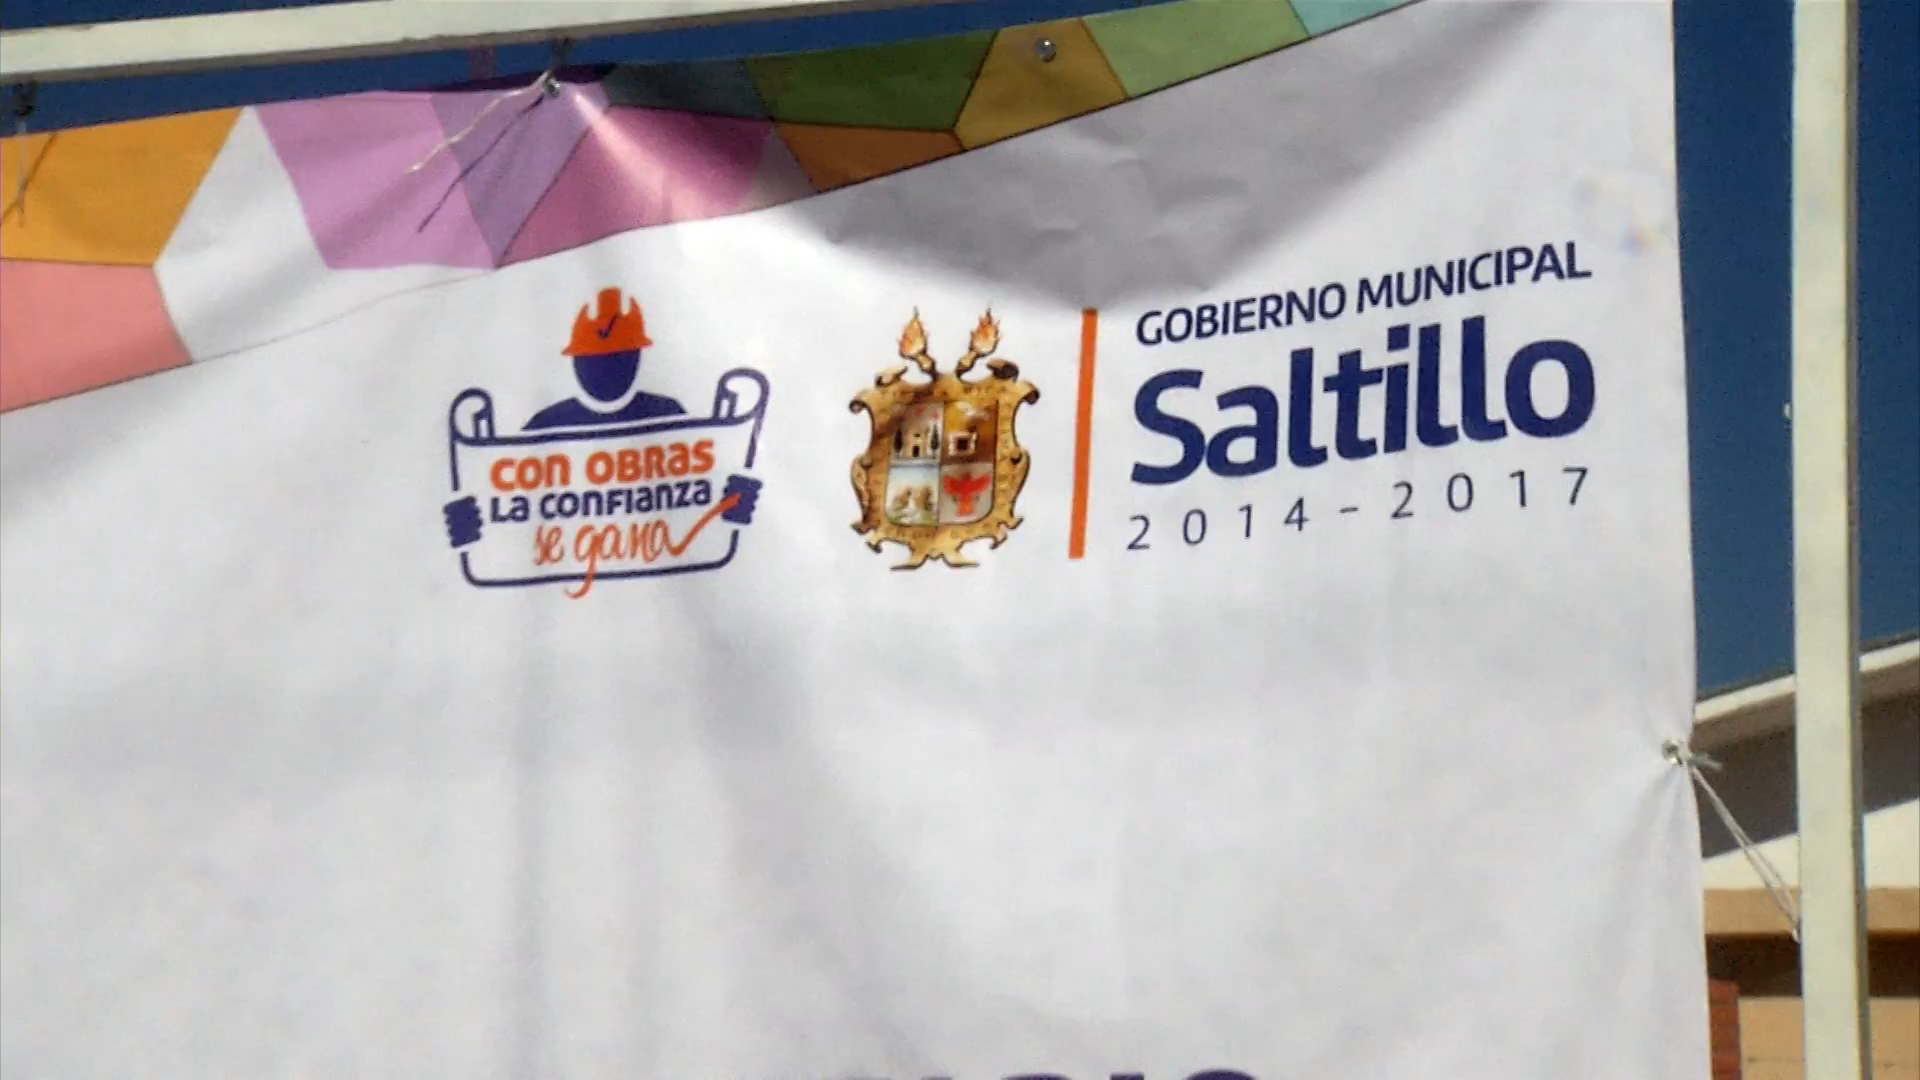 CON OBRAS
LA CONFIANZA
se gana
GOBIERNO MUNICIPAL
Saltillo
2014-2017